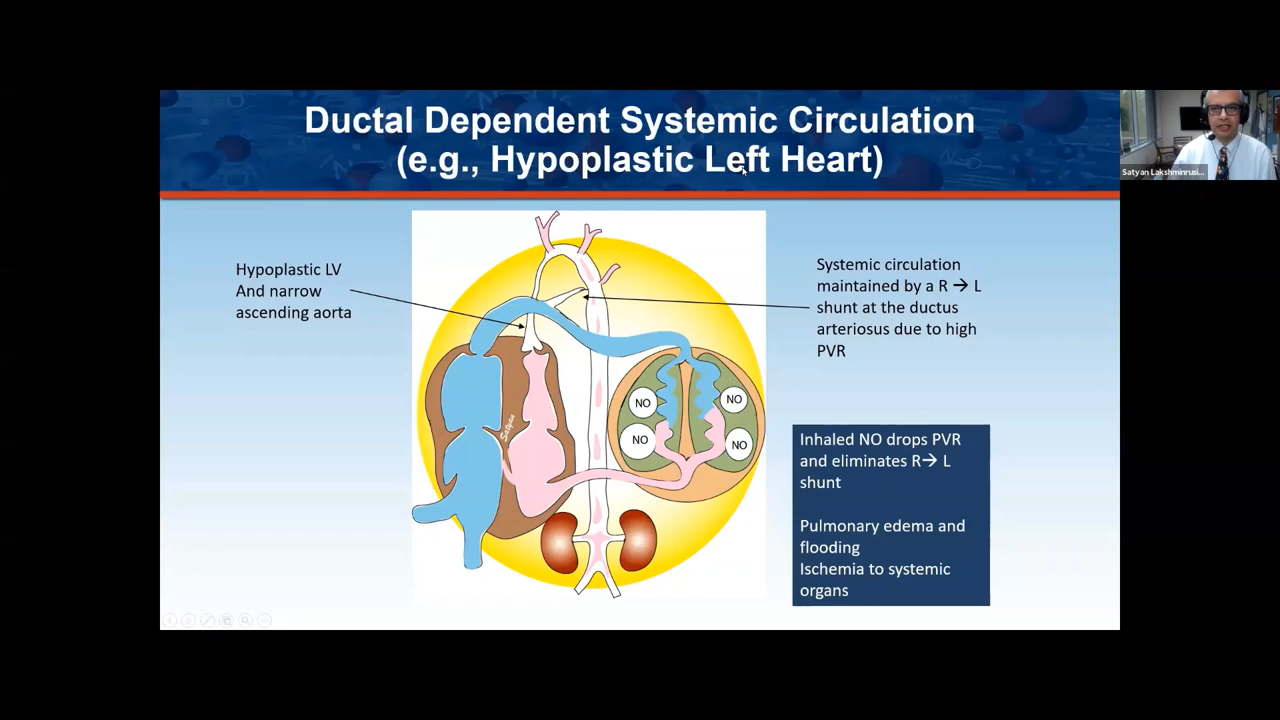 Ductal Dependent Systemic Circulation
(e.g., Hypoplastic Left Heart)
Satyan Lakshminrusi...
Hypoplastic LV
And narrow
ascending aorta
Systemic circulation
maintained by a R → L
shunt at the ductus
arteriosus due to high
PVR
NO
NO
NO
NO
Satyan
Inhaled NO drops PVR
and eliminates R→ L
shunt
Pulmonary edema and
flooding
Ischemia to systemic
organs